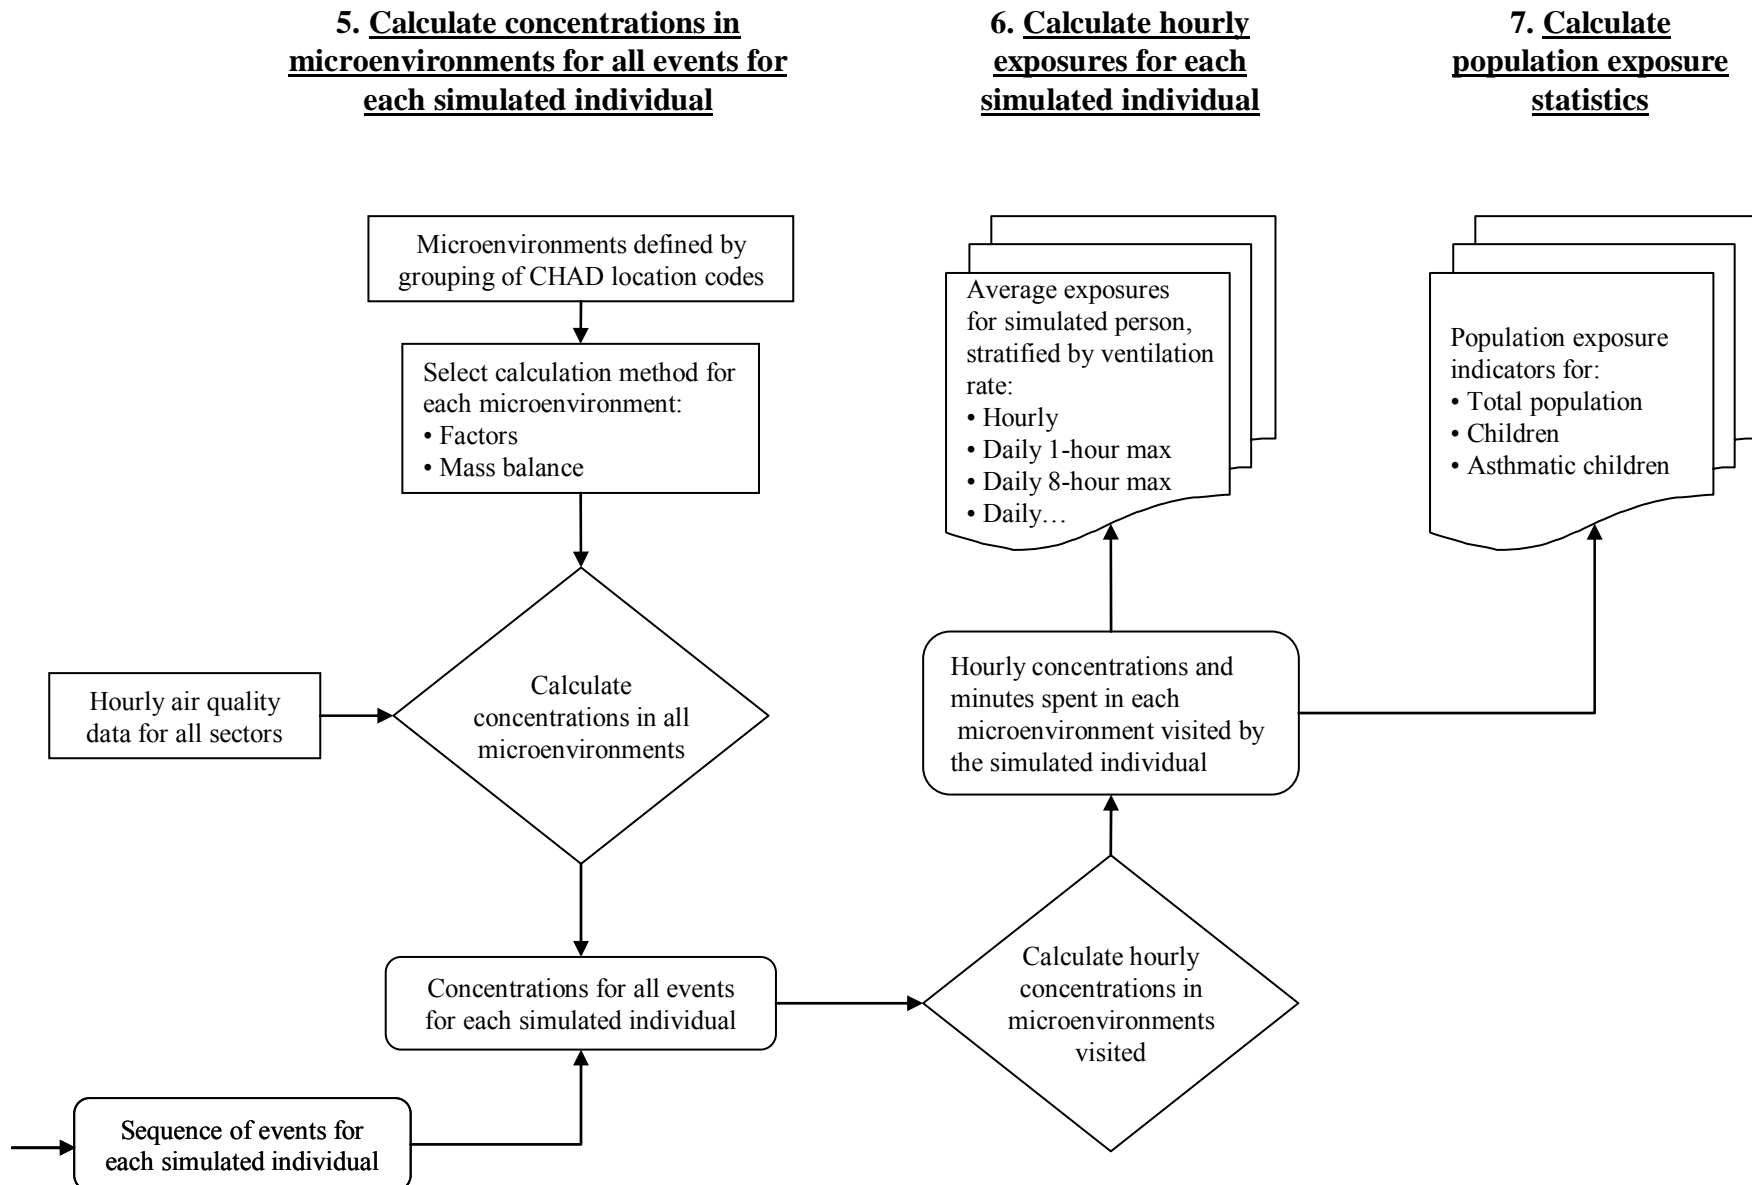 5. Calculate concentrations in
microenvironments for all events for
each simulated individual
6. Calculate hourly
exposures for each
simulated individual
7. Calculate
population exposure
statistics
Microenvironments defined by
grouping of CHAD location codes
Select calculation method for
each microenvironment:
• Factors
• Mass balance
Hourly air quality
data for all sectors
Calculate
concentrations in all
microenvironments
Concentrations for all events
for each simulated individual
Sequence of events for
each simulated individual
Average exposures
for simulated person,
stratified by ventilation
rate:
• Hourly
• Daily 1-hour max
• Daily 8-hour max
• Daily…
Hourly concentrations and
minutes spent in each
microenvironment visited by
the simulated individual
Calculate hourly
concentrations in
microenvironments
visited
Population exposure
indicators for:
• Total population
• Children
• Asthmatic children